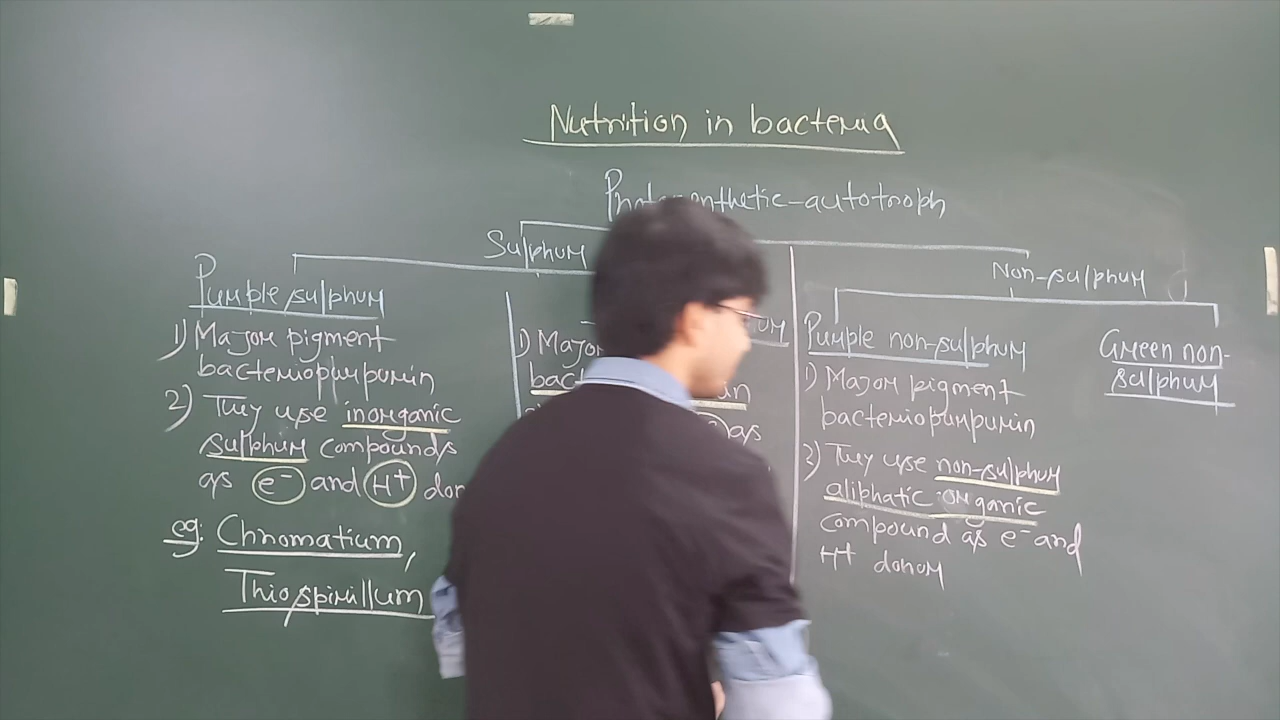 Nutrition in bacteria
autotroph
Sulphur
Non-sulphur
Purple sulphur
1) Major pigment
bacteriopurpurin
2) They use inorganic
sulphur compounds
as e⁻ and H⁺
eg: Chromatium,
Thiospirillum
1)
as
Purple non-sulphur
1) Major pigment
bacteriopurpurin
2) They use non-sulphur
aliphatic organic
compound as e⁻ and
H⁺ donor
Green non-
sulphur